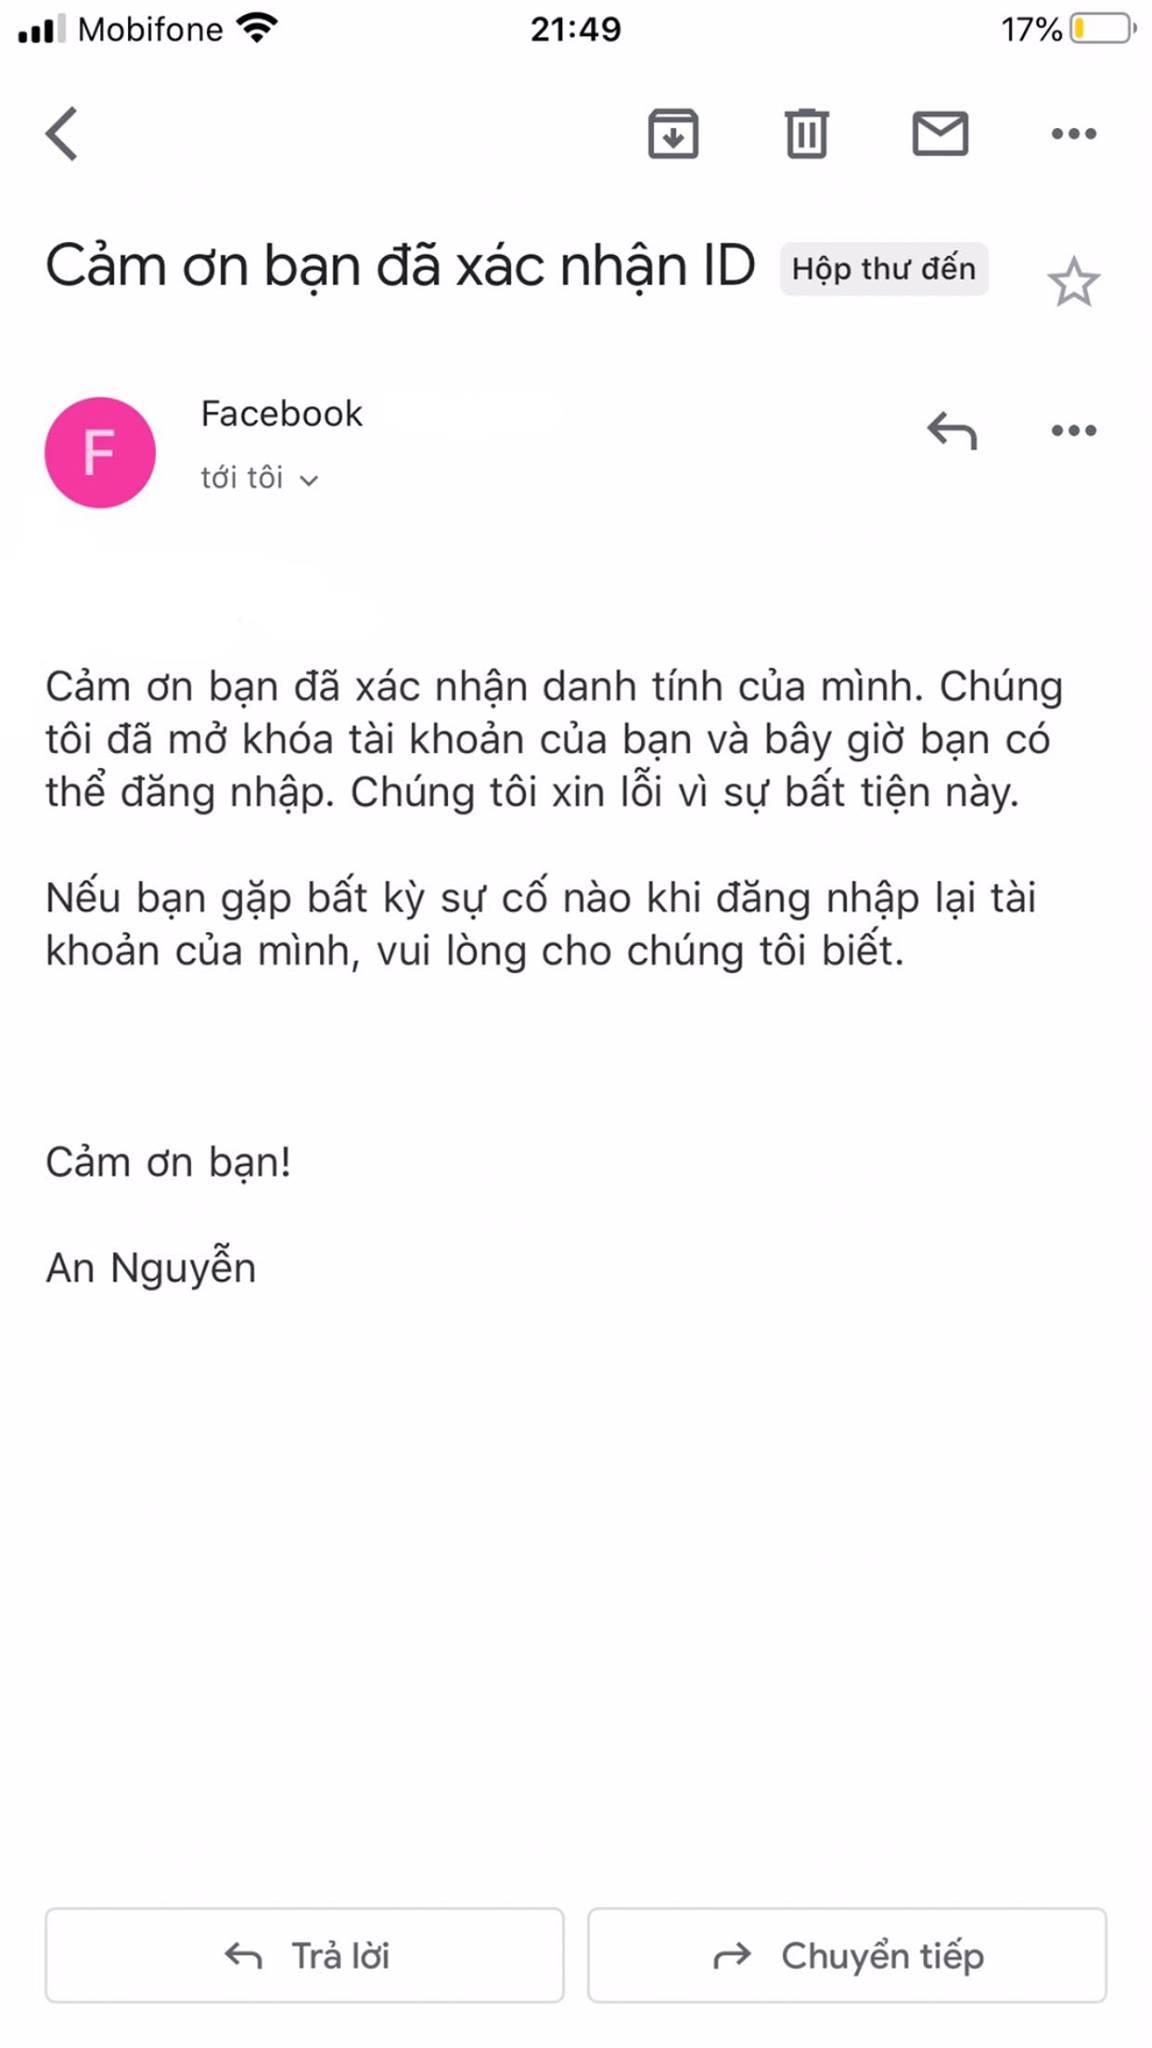 Mobifone 21:49 17%
Cảm ơn bạn đã xác nhận ID Hộp thư đến
F
Facebook
tới tôi
Cảm ơn bạn đã xác nhận danh tính của mình. Chúng
tôi đã mở khóa tài khoản của bạn và bây giờ bạn có
thể đăng nhập. Chúng tôi xin lỗi vì sự bất tiện này.
Nếu bạn gặp bất kỳ sự cố nào khi đăng nhập lại tài
khoản của mình, vui lòng cho chúng tôi biết.
Cảm ơn bạn!
An Nguyễn
Trả lời Chuyển tiếp